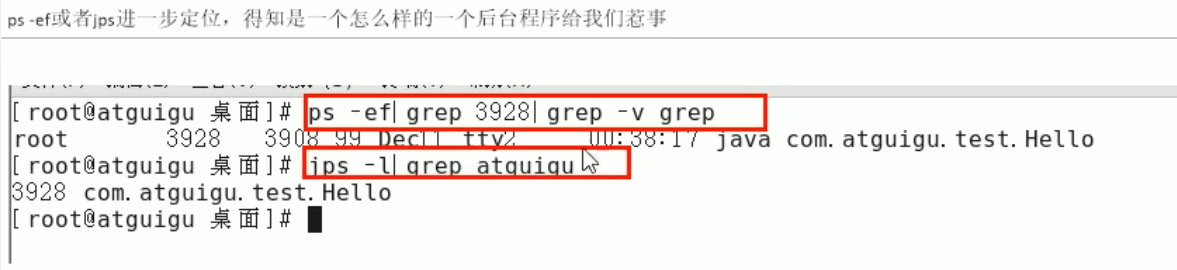 ps -ef或者jps进一步定位，得知是一个怎么样的一个后台程序给我们惹事
[root@atguigu 桌面]# ps -ef| grep 3928| grep -v grep
root 3928 3908 99 Dec11 tty2 00:38:17 java com.atguigu.test.Hello
[root@atguigu 桌面]# jps -l| grep atguigu
3928 com.atguigu.test.Hello
[root@atguigu 桌面]#